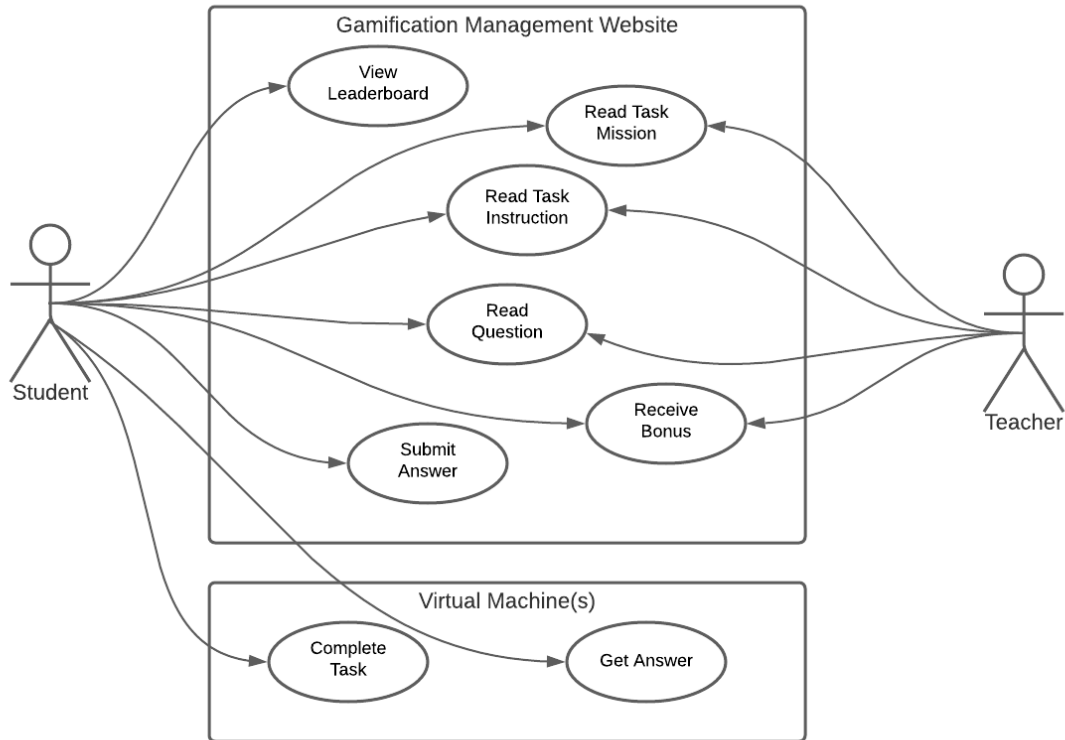 Gamification Management Website
View
Leaderboard
Read Task
Mission
Read Task
Instruction
Read
Question
Receive
Bonus
Submit
Answer
Student
Teacher
Virtual Machine(s)
Complete
Task
Get Answer